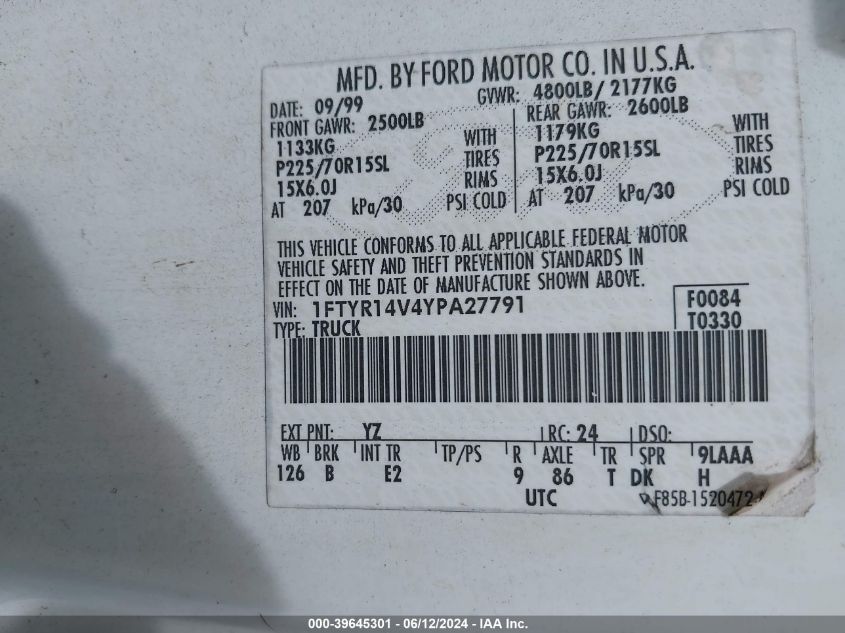 MFD. BY FORD MOTOR CO. IN U.S.A.
DATE: 09/99 GVWR: 4800LB/ 2177KG
FRONT GAWR: 2500LB REAR GAWR: 2600LB
1133KG WITH 1179KG WITH
P225/70R15SL TIRES P225/70R15SL TIRES
15X6.0J RIMS 15X6.0J RIMS
AT 207 kPa/30 PSI COLD AT 207 kPa/30 PSI COLD
THIS VEHICLE CONFORMS TO ALL APPLICABLE FEDERAL MOTOR
VEHICLE SAFETY AND THEFT PREVENTION STANDARDS IN
EFFECT ON THE DATE OF MANUFACTURE SHOWN ABOVE.
VIN: 1FTYR14V4YPA27791 F0084
TYPE: TRUCK T0330
EXT PNT: YZ RC: 24 DSO:
WB BRK INT TR TP/PS R AXLE TR SPR 9LAAA
126 B E2 9 86 T DK H
UTC F85B-1520472-A
000-39645301 - 06/12/2024 - IAA Inc.